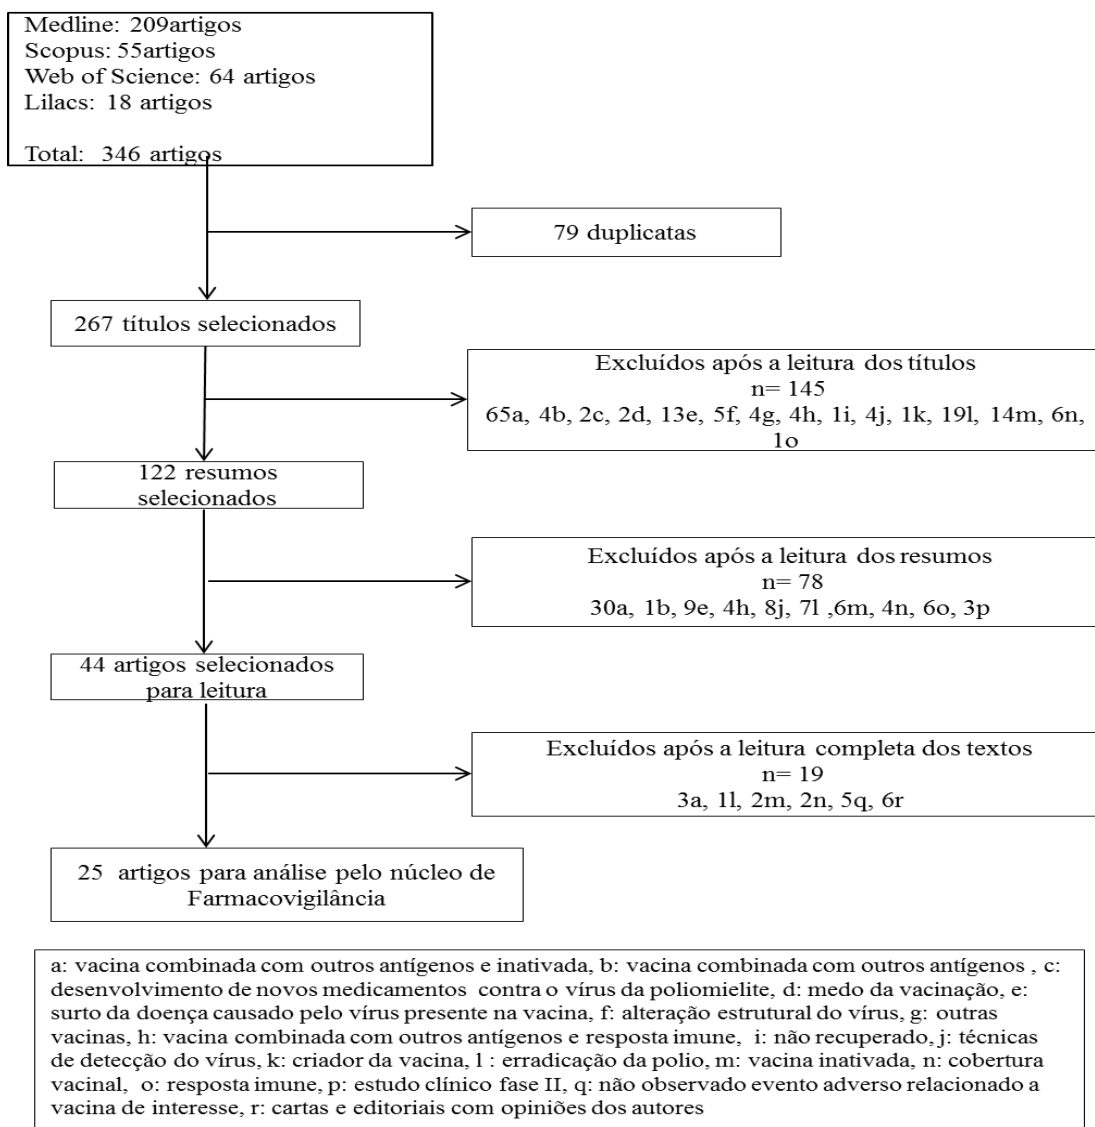 Medline: 209artigos
Scopus: 55artigos
Web of Science: 64 artigos
Lilacs: 18 artigos
Total: 346 artigos
79 duplicatas
267 títulos selecionados
Excluídos após a leitura dos títulos
n= 145
65a, 4b, 2c, 2d, 13e, 5f, 4g, 4h, 1i, 4j, 1k, 19l, 14m, 6n,
1o
122 resumos
selecionados
Excluídos após a leitura dos resumos
n= 78
30a, 1b, 9e, 4h, 8j, 7l ,6m, 4n, 6o, 3p
44 artigos selecionados
para leitura
Excluídos após a leitura completa dos textos
n= 19
3a, 1l, 2m, 2n, 5q, 6r
25 artigos para análise pelo núcleo de
Farmacovigilância
a: vacina combinada com outros antígenos e inativada, b: vacina combinada com outros antígenos , c:
desenvolvimento de novos medicamentos contra o vírus da poliomielite, d: medo da vacinação, e:
surto da doença causado pelo vírus presente na vacina, f: alteração estrutural do vírus, g: outras
vacinas, h: vacina combinada com outros antígenos e resposta imune, i: não recuperado, j: técnicas
de detecção do vírus, k: criador da vacina, l : erradicação da polio, m: vacina inativada, n: cobertura
vacinal, o: resposta imune, p: estudo clínico fase II, q: não observado evento adverso relacionado a
vacina de interesse, r: cartas e editoriais com opiniões dos autores